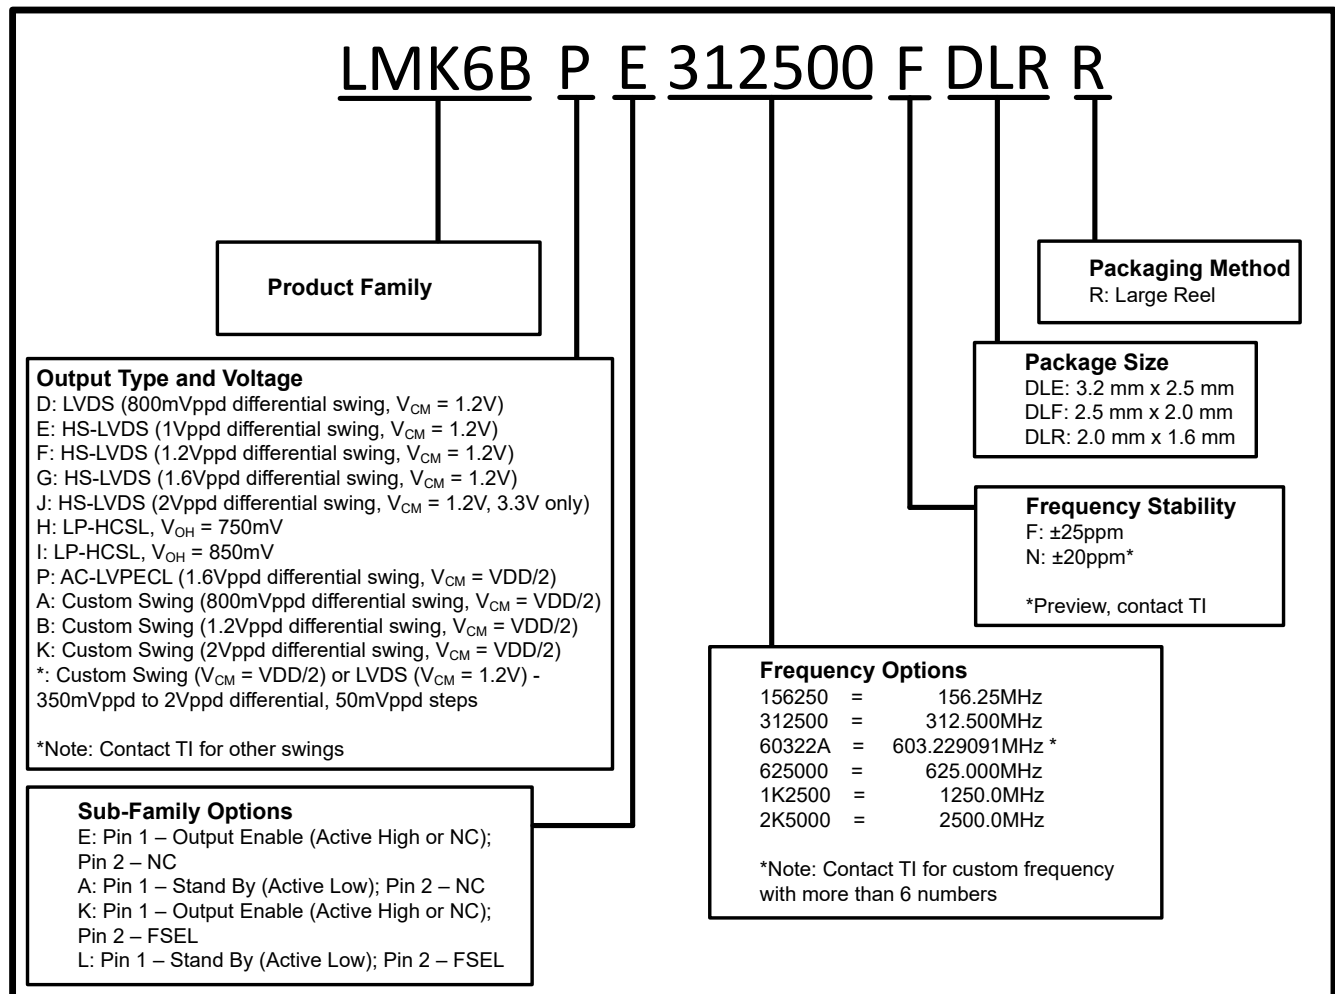 LMK6B P E 312500 F DLR R
Product Family
Packaging Method
R: Large Reel
Output Type and Voltage
D: LVDS (800mVppd differential swing, VCM = 1.2V)
E: HS-LVDS (1Vppd differential swing, VCM = 1.2V)
F: HS-LVDS (1.2Vppd differential swing, VCM = 1.2V)
G: HS-LVDS (1.6Vppd differential swing, VCM = 1.2V)
J: HS-LVDS (2Vppd differential swing, VCM = 1.2V, 3.3V only)
H: LP-HCSL, VOH = 750mV
I: LP-HCSL, VOH = 850mV
P: AC-LVPECL (1.6Vppd differential swing, VCM = VDD/2)
A: Custom Swing (800mVppd differential swing, VCM = VDD/2)
B: Custom Swing (1.2Vppd differential swing, VCM = VDD/2)
K: Custom Swing (2Vppd differential swing, VCM = VDD/2)
*: Custom Swing (VCM = VDD/2) or LVDS (VCM = 1.2V) -
350mVppd to 2Vppd differential, 50mVppd steps
*Note: Contact TI for other swings
Package Size
DLE: 3.2 mm x 2.5 mm
DLF: 2.5 mm x 2.0 mm
DLR: 2.0 mm x 1.6 mm
Frequency Stability
F: ±25ppm
N: ±20ppm*
*Preview, contact TI
Frequency Options
156250 = 156.25MHz
312500 = 312.500MHz
60322A = 603.229091MHz *
625000 = 625.000MHz
1K2500 = 1250.0MHz
2K5000 = 2500.0MHz
*Note: Contact TI for custom frequency
with more than 6 numbers
Sub-Family Options
E: Pin 1 – Output Enable (Active High or NC);
Pin 2 – NC
A: Pin 1 – Stand By (Active Low); Pin 2 – NC
K: Pin 1 – Output Enable (Active High or NC);
Pin 2 – FSEL
L: Pin 1 – Stand By (Active Low); Pin 2 – FSEL